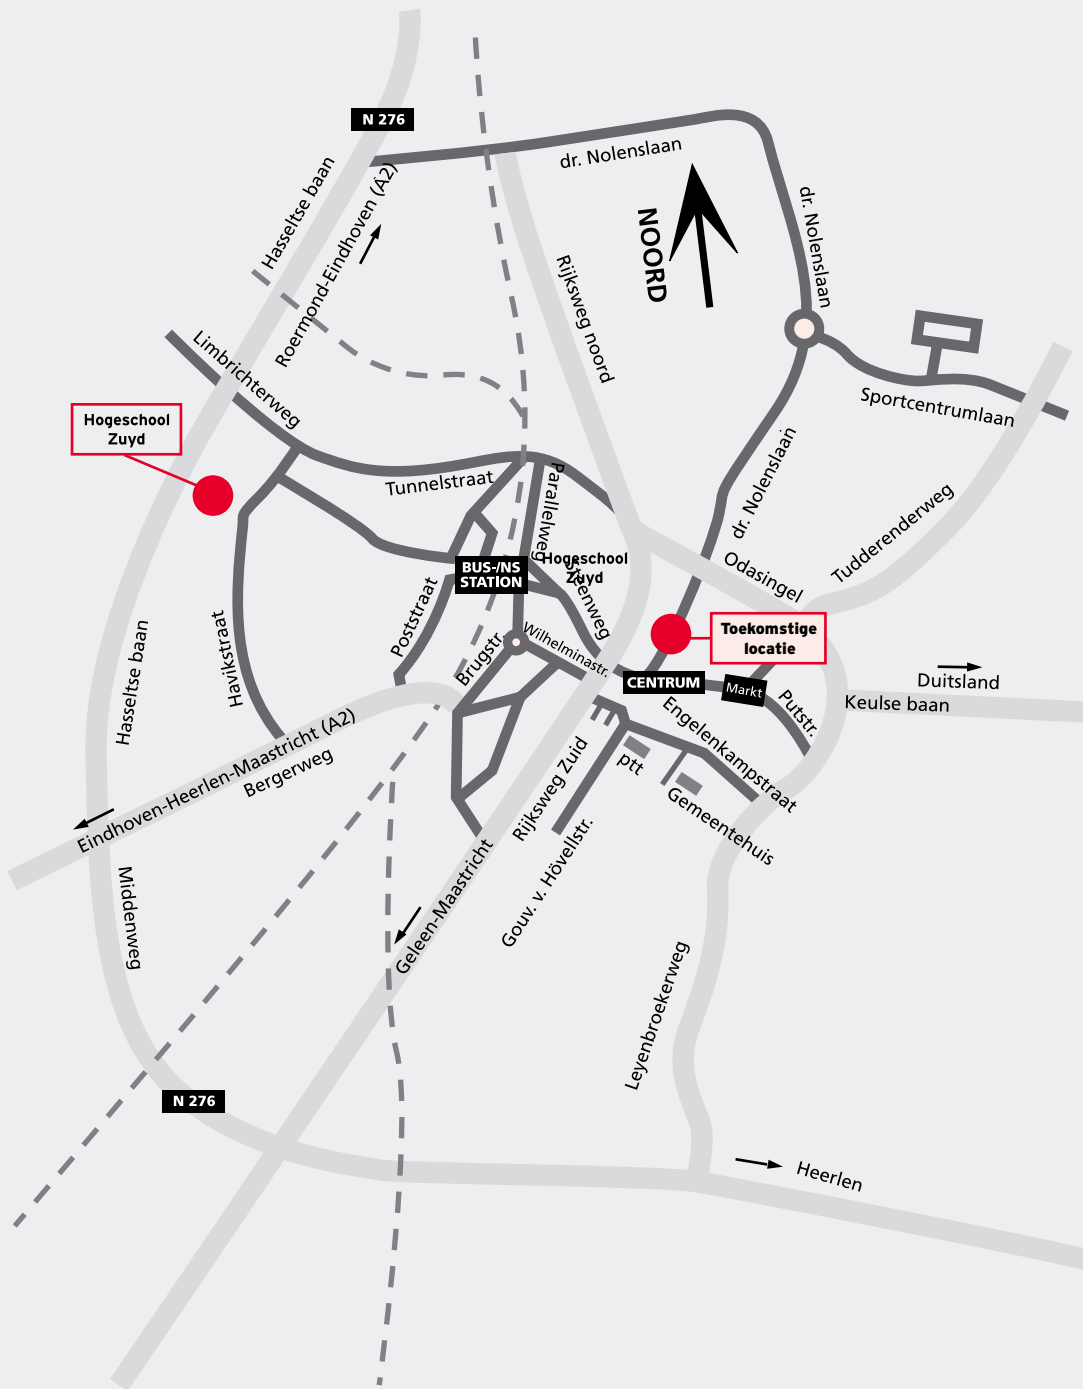 N 276
dr. Nolenslaan
Hasseltse baan
Roermond-Eindhoven (A2)
NOORD
dr. Nolenslaan
Rijksweg noord
Limbrichterweg
Sportcentrumlaan
Hogeschool
Zuyd
Tunnelstraat
Parallelweg
dr. Nolenslaan
Tudderenderweg
Odasingel
Hogeschool
Zuyd
BUS-/NS
STATION
Steenweg
Poststraat
Havikstraat
Hasseltse baan
Brugstr.
Wilhelminastr.
Toekomstige
locatie
CENTRUM
Markt
Duitsland
Keulse baan
Putstr.
Engelenkampstraat
Eindhoven-Heerlen-Maastricht (A2)
Bergerweg
Rijksweg Zuid
ptt
Gemeentehuis
Gouv. v. Hövellstr.
Geleen-Maastricht
Middenweg
Leyenbroekerweg
N 276
Heerlen